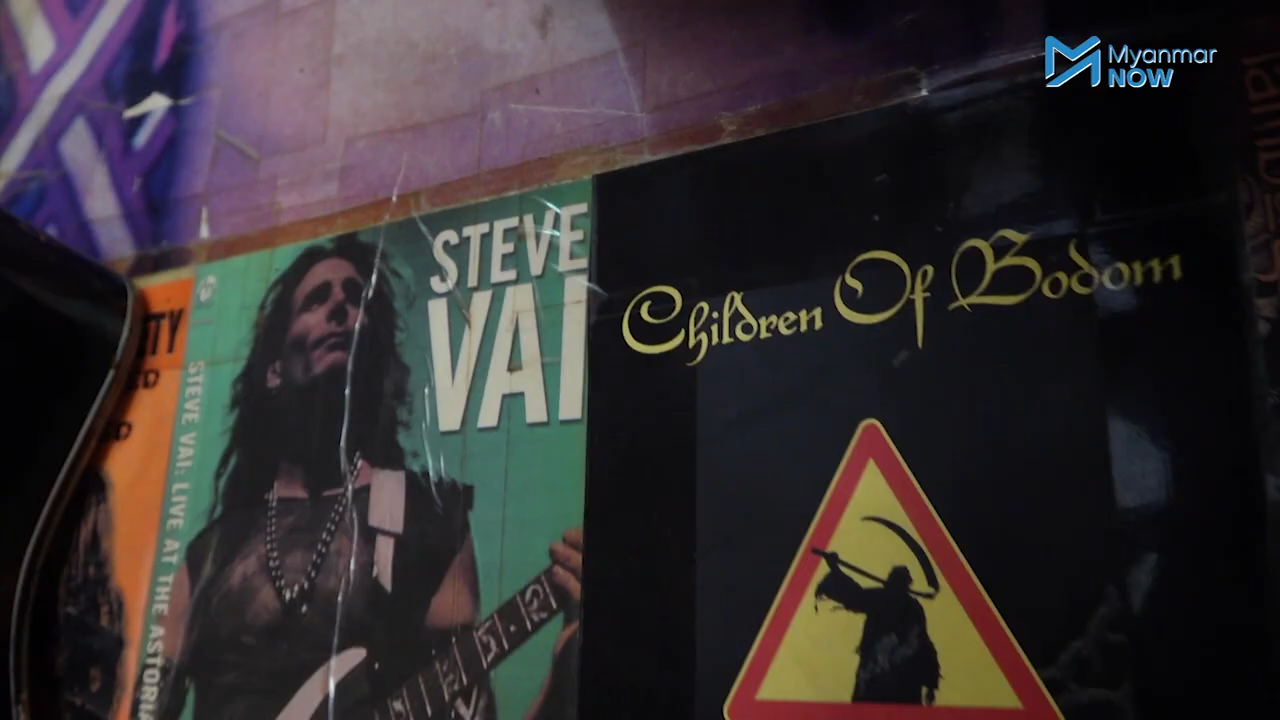 Myanmar
NOW
STEVE
VAI
STEVE VAI: LIVE AT THE ASTORIA
Children Of Bodom